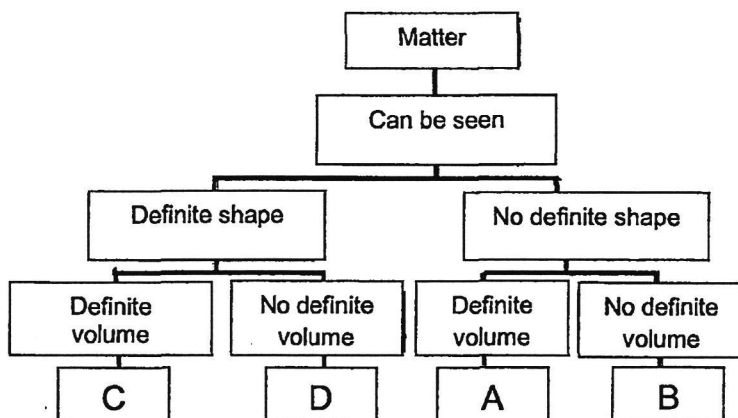 Matter
Can be seen
Definite shape
No definite shape
Definite
volume
No definite
volume
Definite
volume
No definite
volume
C
D
A
B